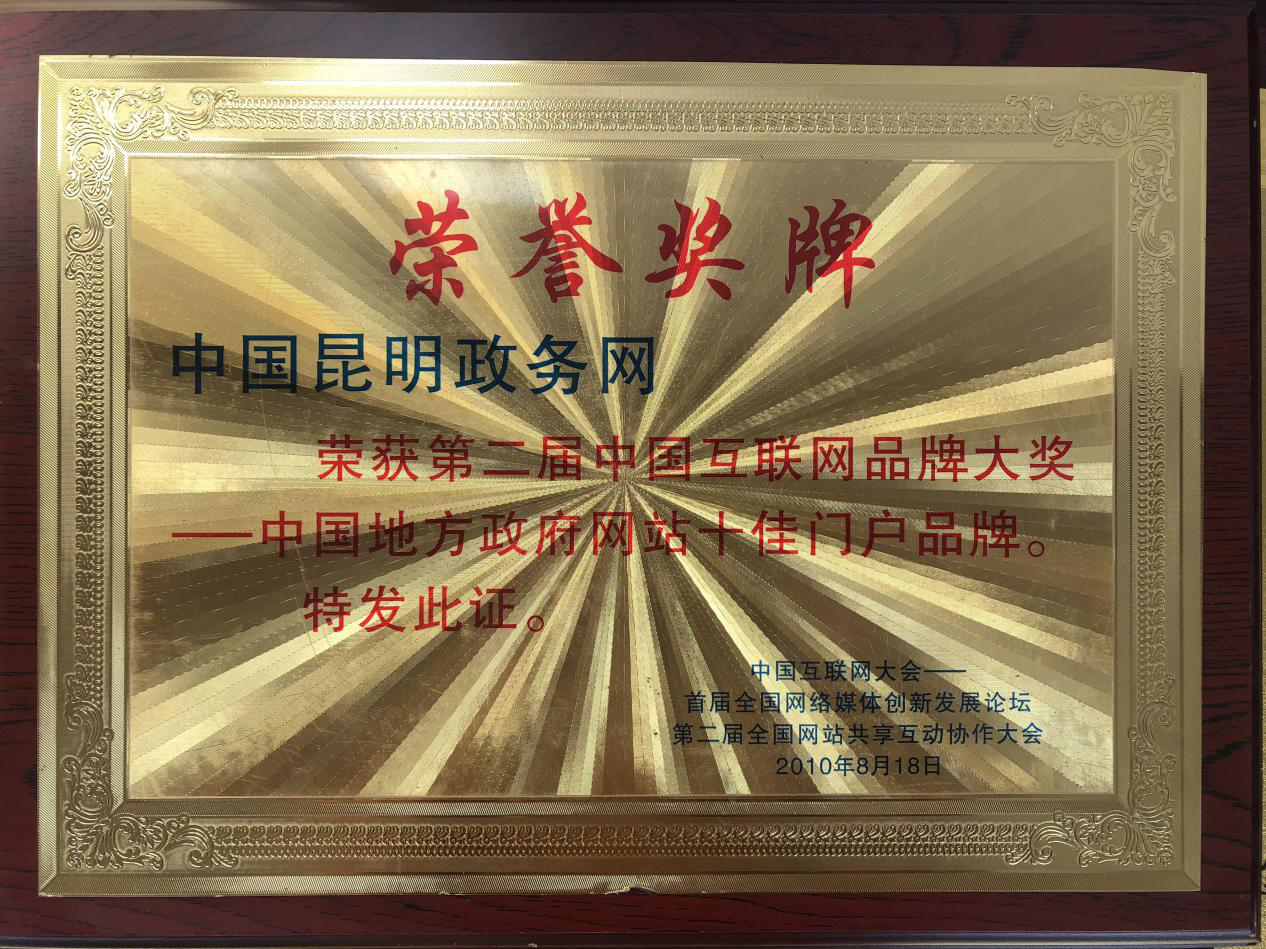 荣誉奖牌
中国昆明政务网
荣获第二届中国互联网品牌大奖
——中国地方政府网站十佳门户品牌。
特发此证。
中国互联网大会——
首届全国网络媒体创新发展论坛
第二届全国网站共享互动协作大会
2010年8月18日